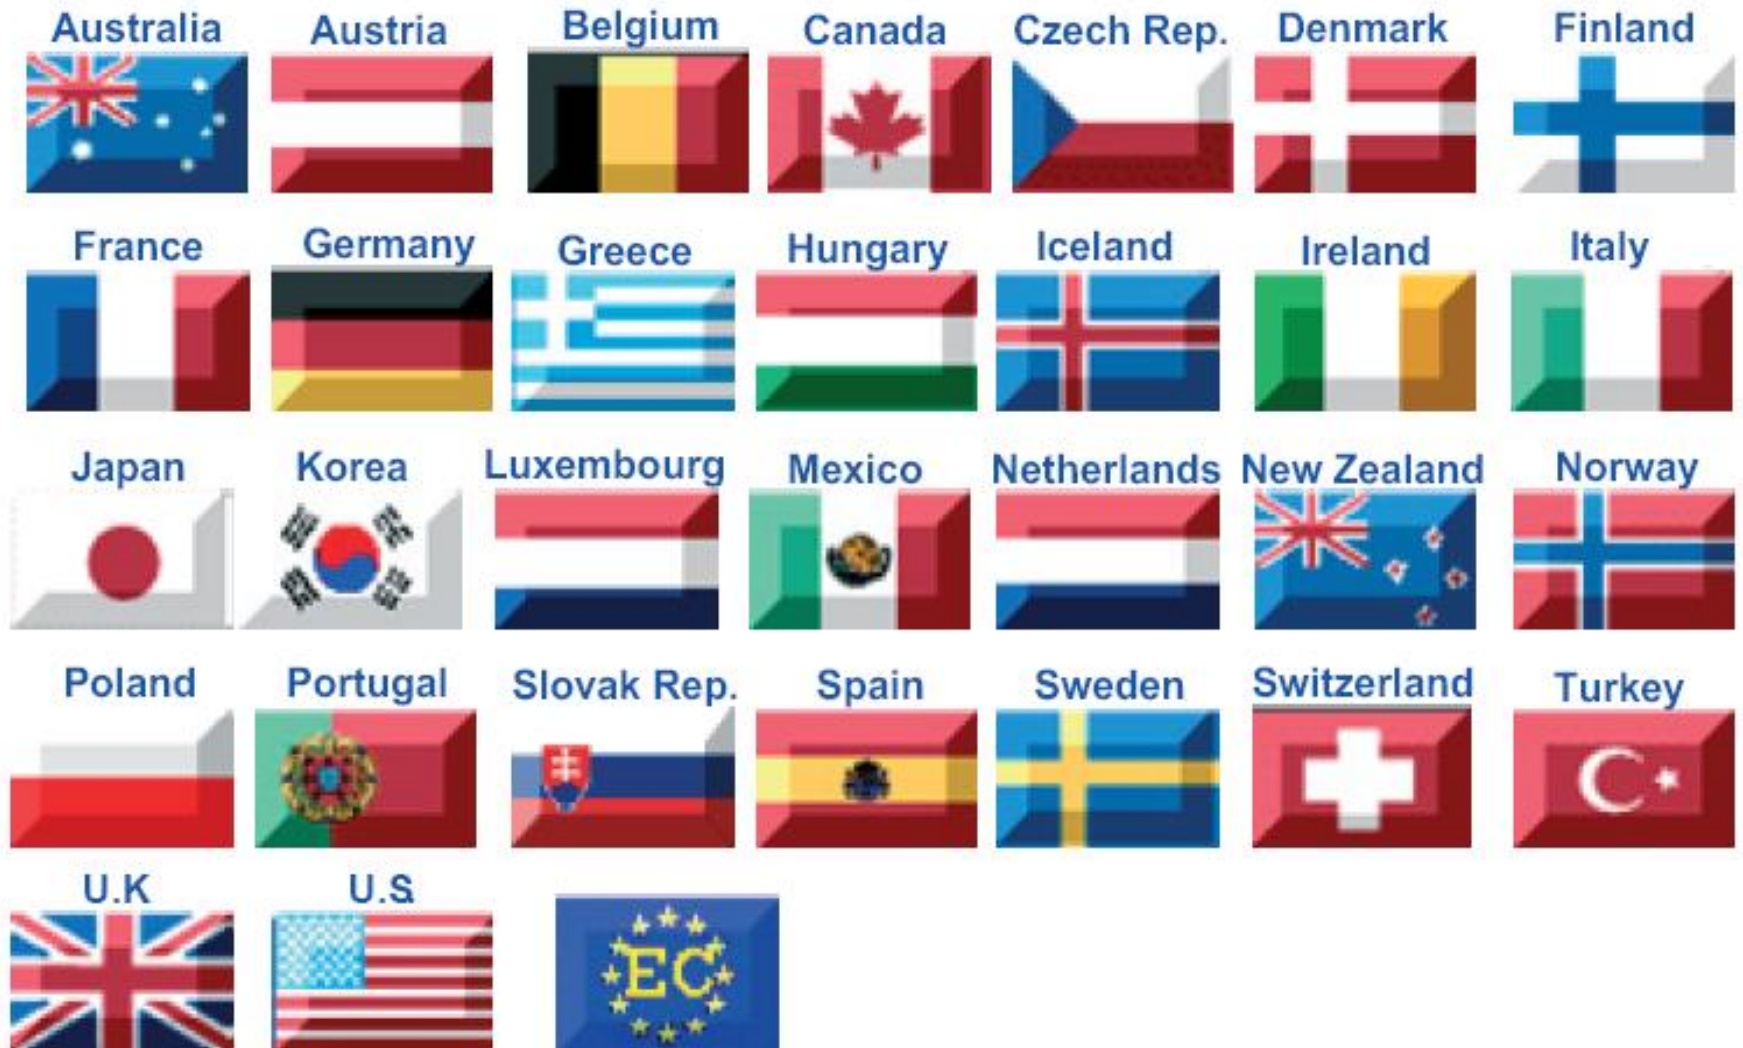 Australia Austria Belgium Canada Czech Rep. Denmark Finland
France Germany Greece Hungary Iceland Ireland Italy
Japan Korea Luxembourg Mexico Netherlands New Zealand Norway
Poland Portugal Slovak Rep. Spain Sweden Switzerland Turkey
U.K U.S
EC